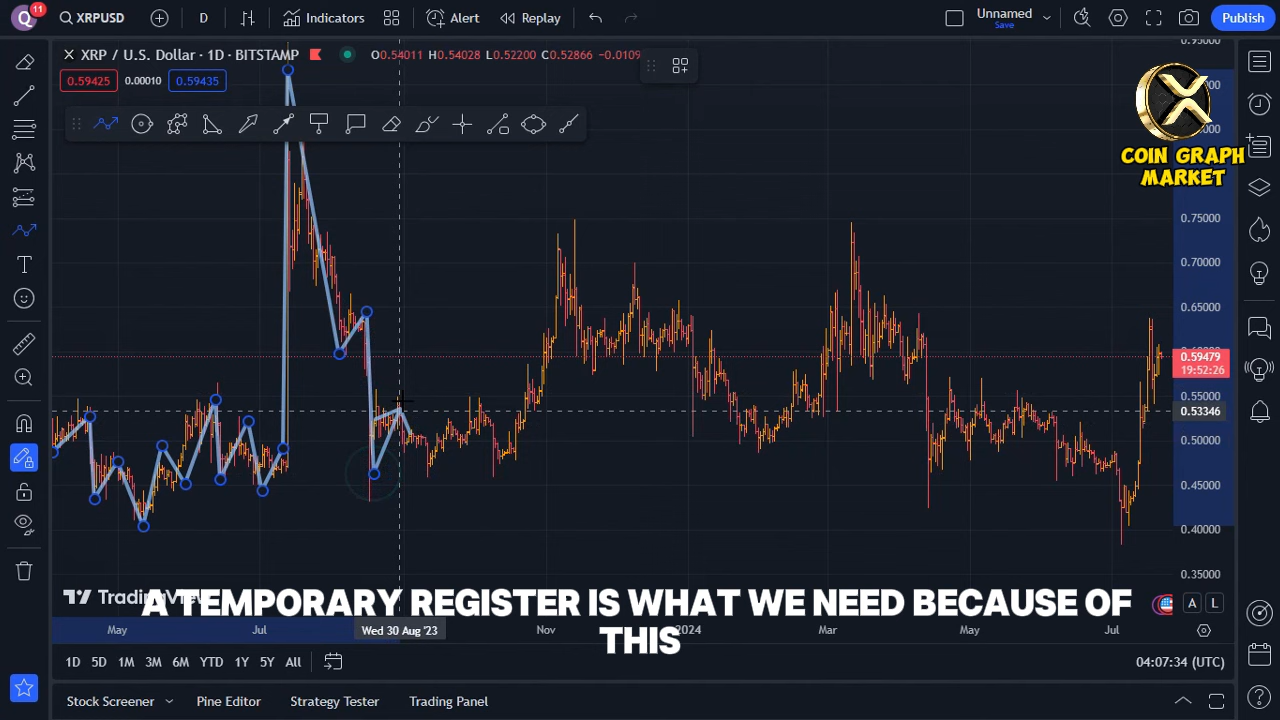 Q 11 XRPUSD D Indicators Alert Replay Unnamed Save Publish
XRP / U.S. Dollar · 1D · BITSTAMP O0.54011 H0.54028 L0.52200 C0.52866 −0.0109
0.59425 0.00010 0.59435
COIN GRAPH
MARKET
0.75000
0.70000
0.65000
0.59479
19:52:26
0.55000
0.53346
0.50000
0.45000
0.40000
0.35000
A TEMPORARY REGISTER IS WHAT WE NEED BECAUSE OF
THIS
A L
May Jul Wed 30 Aug '23 Nov 2024 Mar May Jul
1D 5D 1M 3M 6M YTD 1Y 5Y All 04:07:34 (UTC)
Stock Screener Pine Editor Strategy Tester Trading Panel